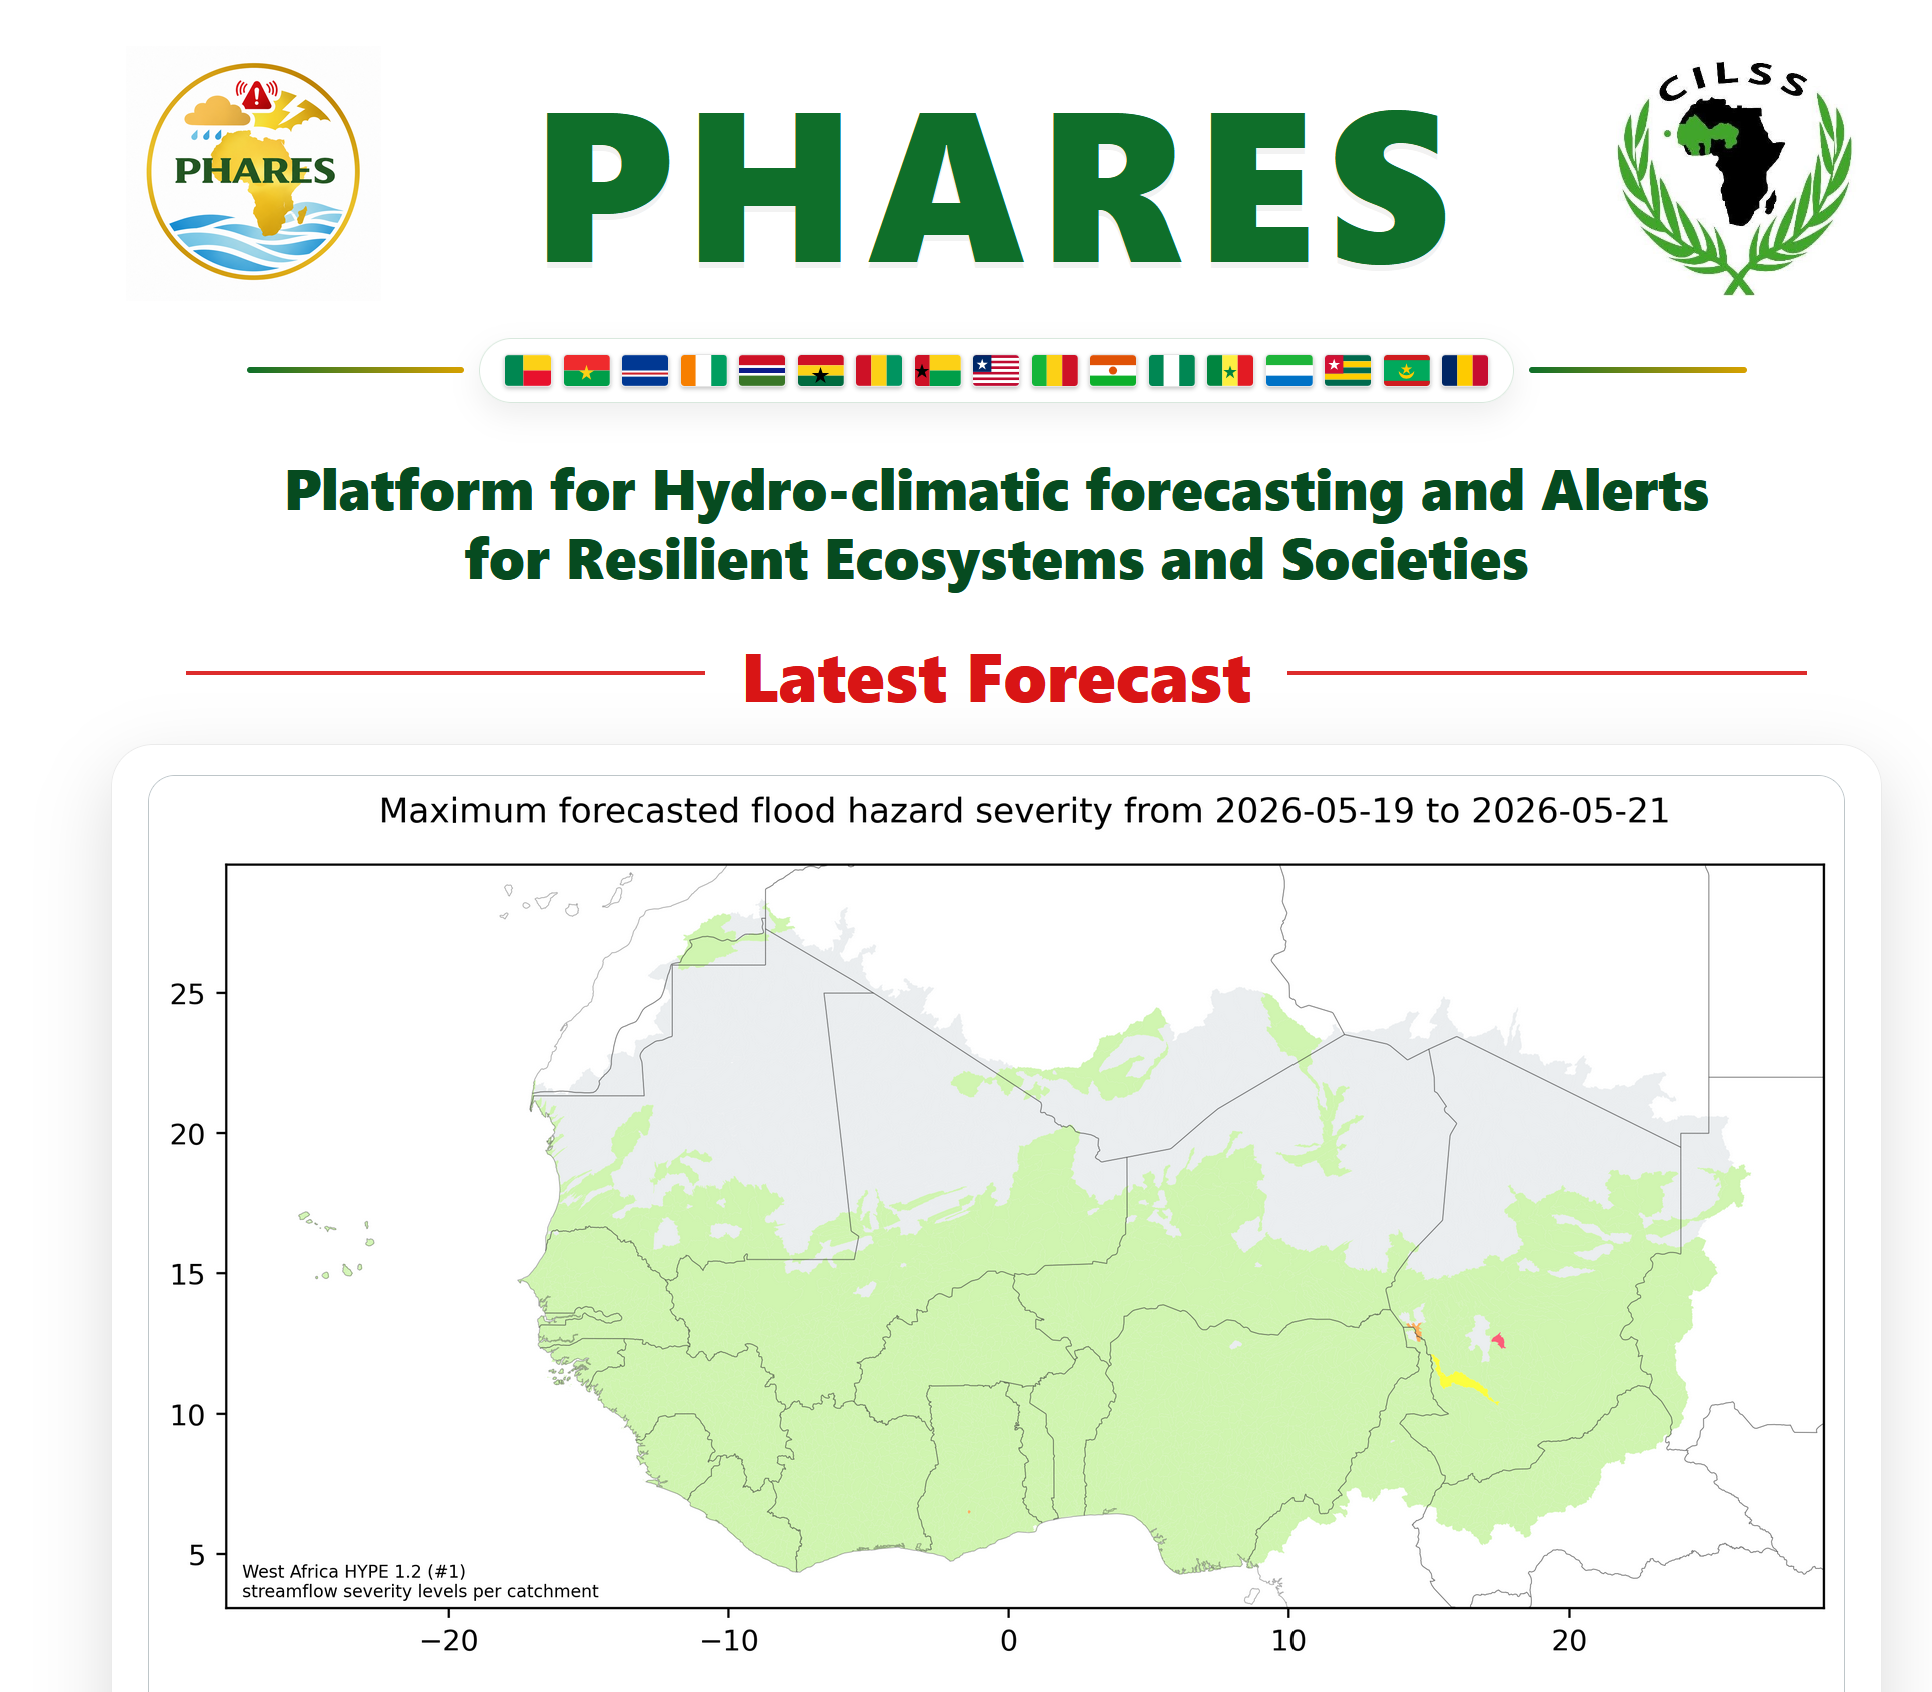 PHARES
PHARES
CILSS
Platform for Hydro-climatic forecasting and Alerts
for Resilient Ecosystems and Societies
Latest Forecast
Maximum forecasted flood hazard severity from 2026-05-19 to 2026-05-21
25
20
15
10
5
West Africa HYPE 1.2 (#1)
streamflow severity levels per catchment
−20
−10
0
10
20